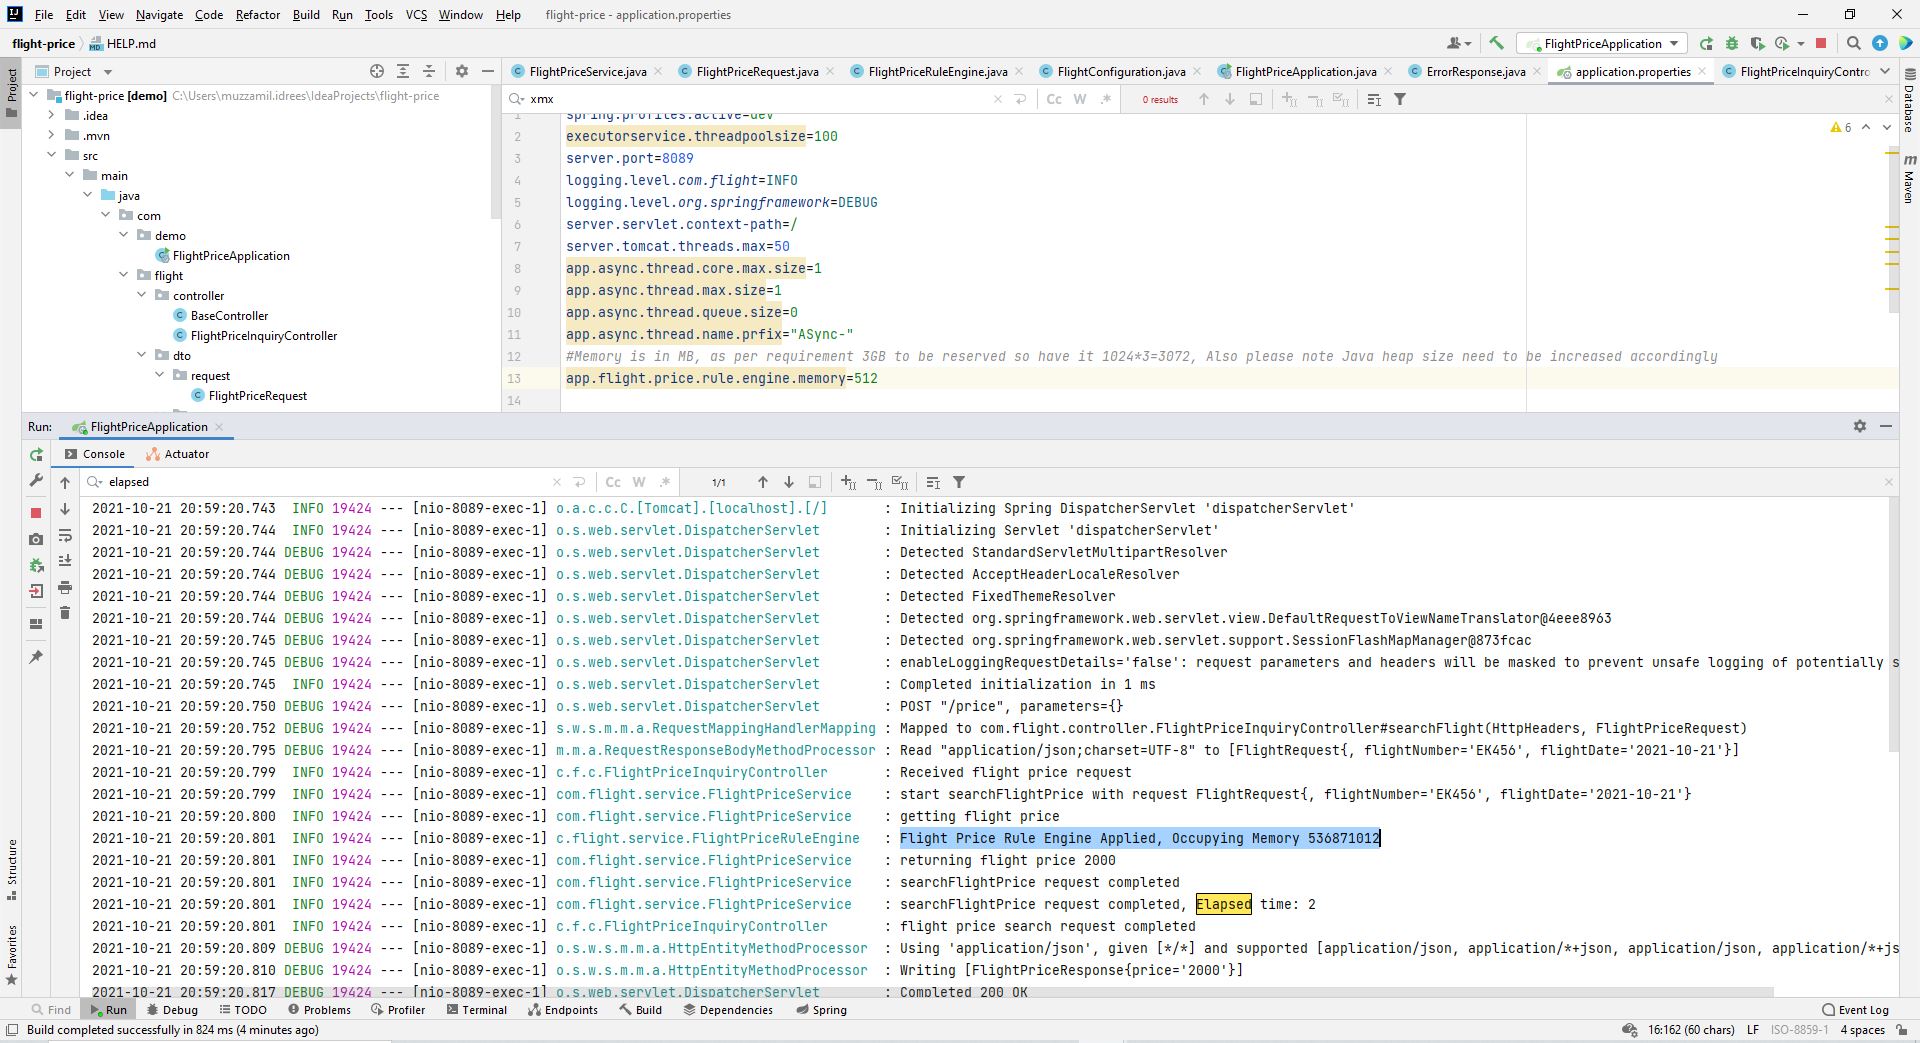 File Edit View Navigate Code Refactor Build Run Tools VCS Window Help flight-price - application.properties
flight-price HELP.md FlightPriceApplication
Project
Project
FlightPriceService.java FlightPriceRequest.java FlightPriceRuleEngine.java FlightConfiguration.java FlightPriceApplication.java ErrorResponse.java application.properties FlightPriceInquiryContro
flight-price [demo] C:\Users\muzzamil.idrees\IdeaProjects\flight-price
.idea
.mvn
src
main
java
com
demo
FlightPriceApplication
flight
controller
BaseController
FlightPriceInquiryController
dto
request
FlightPriceRequest
xmx Cc W .* 0 results
6
1 spring.profiles.active=dev
2 executorservice.threadpoolsize=100
3 server.port=8089
4 logging.level.com.flight=INFO
5 logging.level.org.springframework=DEBUG
6 server.servlet.context-path=/
7 server.tomcat.threads.max=50
8 app.async.thread.core.max.size=1
9 app.async.thread.max.size=1
10 app.async.thread.queue.size=0
11 app.async.thread.name.prfix="ASync-"
12 #Memory is in MB, as per requirement 3GB to be reserved so have it 1024*3=3072, Also please note Java heap size need to be increased accordingly
13 app.flight.price.rule.engine.memory=512
14
Database
Maven
Run: FlightPriceApplication
Console Actuator
elapsed Cc W .* 1/1
2021-10-21 20:59:20.743 INFO 19424 --- [nio-8089-exec-1] o.a.c.c.C.[Tomcat].[localhost].[/] : Initializing Spring DispatcherServlet 'dispatcherServlet'
2021-10-21 20:59:20.744 INFO 19424 --- [nio-8089-exec-1] o.s.web.servlet.DispatcherServlet : Initializing Servlet 'dispatcherServlet'
2021-10-21 20:59:20.744 DEBUG 19424 --- [nio-8089-exec-1] o.s.web.servlet.DispatcherServlet : Detected StandardServletMultipartResolver
2021-10-21 20:59:20.744 DEBUG 19424 --- [nio-8089-exec-1] o.s.web.servlet.DispatcherServlet : Detected AcceptHeaderLocaleResolver
2021-10-21 20:59:20.744 DEBUG 19424 --- [nio-8089-exec-1] o.s.web.servlet.DispatcherServlet : Detected FixedThemeResolver
2021-10-21 20:59:20.744 DEBUG 19424 --- [nio-8089-exec-1] o.s.web.servlet.DispatcherServlet : Detected org.springframework.web.servlet.view.DefaultRequestToViewNameTranslator@4eee8963
2021-10-21 20:59:20.745 DEBUG 19424 --- [nio-8089-exec-1] o.s.web.servlet.DispatcherServlet : Detected org.springframework.web.servlet.support.SessionFlashMapManager@873fcac
2021-10-21 20:59:20.745 DEBUG 19424 --- [nio-8089-exec-1] o.s.web.servlet.DispatcherServlet : enableLoggingRequestDetails='false': request parameters and headers will be masked to prevent unsafe logging of potentially s
2021-10-21 20:59:20.745 INFO 19424 --- [nio-8089-exec-1] o.s.web.servlet.DispatcherServlet : Completed initialization in 1 ms
2021-10-21 20:59:20.750 DEBUG 19424 --- [nio-8089-exec-1] o.s.web.servlet.DispatcherServlet : POST "/price", parameters={}
2021-10-21 20:59:20.752 DEBUG 19424 --- [nio-8089-exec-1] s.w.s.m.m.a.RequestMappingHandlerMapping : Mapped to com.flight.controller.FlightPriceInquiryController#searchFlight(HttpHeaders, FlightPriceRequest)
2021-10-21 20:59:20.795 DEBUG 19424 --- [nio-8089-exec-1] m.m.a.RequestResponseBodyMethodProcessor : Read "application/json;charset=UTF-8" to [FlightRequest{, flightNumber='EK456', flightDate='2021-10-21'}]
2021-10-21 20:59:20.799 INFO 19424 --- [nio-8089-exec-1] c.f.c.FlightPriceInquiryController : Received flight price request
2021-10-21 20:59:20.799 INFO 19424 --- [nio-8089-exec-1] com.flight.service.FlightPriceService : start searchFlightPrice with request FlightRequest{, flightNumber='EK456', flightDate='2021-10-21'}
2021-10-21 20:59:20.800 INFO 19424 --- [nio-8089-exec-1] com.flight.service.FlightPriceService : getting flight price
2021-10-21 20:59:20.801 INFO 19424 --- [nio-8089-exec-1] c.flight.service.FlightPriceRuleEngine : Flight Price Rule Engine Applied, Occupying Memory 536871012
2021-10-21 20:59:20.801 INFO 19424 --- [nio-8089-exec-1] com.flight.service.FlightPriceService : returning flight price 2000
2021-10-21 20:59:20.801 INFO 19424 --- [nio-8089-exec-1] com.flight.service.FlightPriceService : searchFlightPrice request completed
2021-10-21 20:59:20.801 INFO 19424 --- [nio-8089-exec-1] com.flight.service.FlightPriceService : searchFlightPrice request completed, Elapsed time: 2
2021-10-21 20:59:20.801 INFO 19424 --- [nio-8089-exec-1] c.f.c.FlightPriceInquiryController : flight price search request completed
2021-10-21 20:59:20.809 DEBUG 19424 --- [nio-8089-exec-1] o.s.w.s.m.m.a.HttpEntityMethodProcessor : Using 'application/json', given [*/*] and supported [application/json, application/*+json, application/json, application/*+js
2021-10-21 20:59:20.810 DEBUG 19424 --- [nio-8089-exec-1] o.s.w.s.m.m.a.HttpEntityMethodProcessor : Writing [FlightPriceResponse{price='2000'}]
2021-10-21 20:59:20.817 DEBUG 19424 --- [nio-8089-exec-1] o.s.web.servlet.DispatcherServlet : Completed 200 OK
Structure
Favorites
Find Run Debug TODO Problems Profiler Terminal Endpoints Build Dependencies Spring Event Log
Build completed successfully in 824 ms (4 minutes ago) 16:162 (60 chars) LF ISO-8859-1 4 spaces